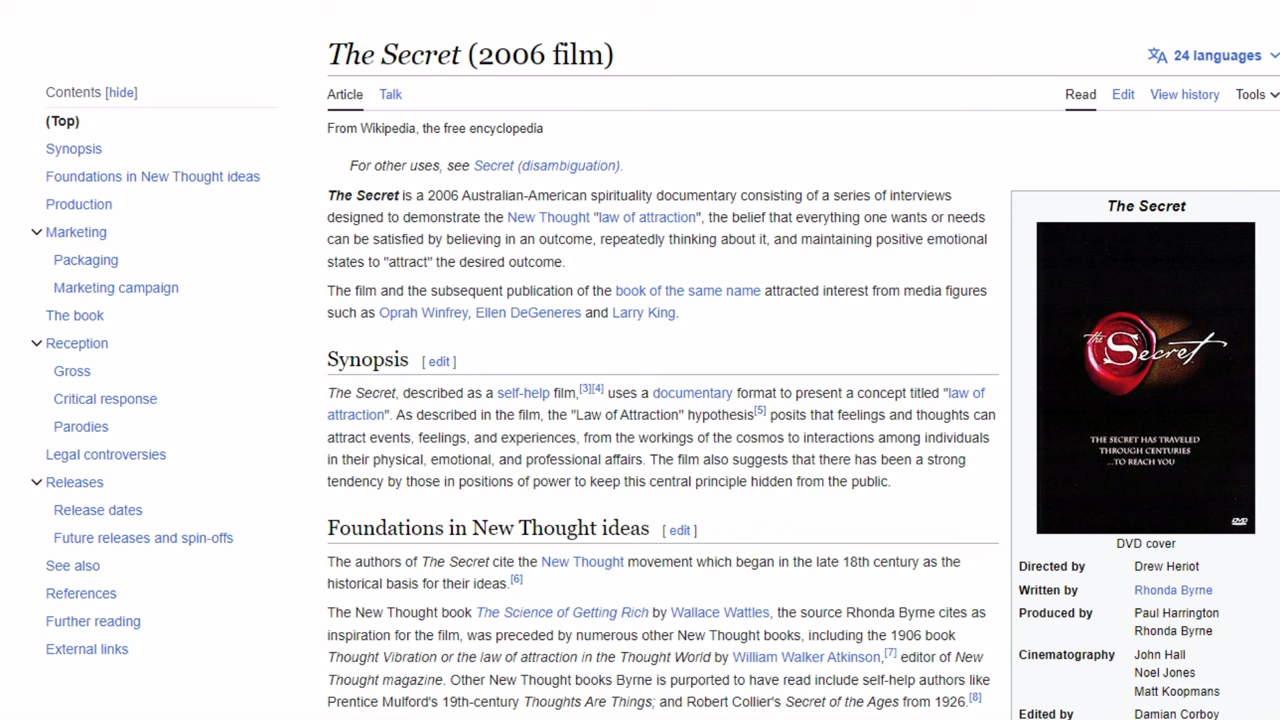 The Secret (2006 film)
24 languages
Contents [hide]
Article Talk
Read Edit View history Tools
(Top)
Synopsis
Foundations in New Thought ideas
Production
Marketing
Packaging
Marketing campaign
The book
Reception
Gross
Critical response
Parodies
Legal controversies
Releases
Release dates
Future releases and spin-offs
See also
References
Further reading
External links
From Wikipedia, the free encyclopedia
For other uses, see Secret (disambiguation).
The Secret is a 2006 Australian-American spirituality documentary consisting of a series of interviews
designed to demonstrate the New Thought "law of attraction", the belief that everything one wants or needs
can be satisfied by believing in an outcome, repeatedly thinking about it, and maintaining positive emotional
states to "attract" the desired outcome.
The film and the subsequent publication of the book of the same name attracted interest from media figures
such as Oprah Winfrey, Ellen DeGeneres and Larry King.
Synopsis [ edit ]
The Secret, described as a self-help film,[3][4] uses a documentary format to present a concept titled "law of
attraction". As described in the film, the "Law of Attraction" hypothesis[5] posits that feelings and thoughts can
attract events, feelings, and experiences, from the workings of the cosmos to interactions among individuals
in their physical, emotional, and professional affairs. The film also suggests that there has been a strong
tendency by those in positions of power to keep this central principle hidden from the public.
Foundations in New Thought ideas [ edit ]
The authors of The Secret cite the New Thought movement which began in the late 18th century as the
historical basis for their ideas.[6]
The New Thought book The Science of Getting Rich by Wallace Wattles, the source Rhonda Byrne cites as
inspiration for the film, was preceded by numerous other New Thought books, including the 1906 book
Thought Vibration or the law of attraction in the Thought World by William Walker Atkinson,[7] editor of New
Thought magazine. Other New Thought books Byrne is purported to have read include self-help authors like
Prentice Mulford's 19th-century Thoughts Are Things; and Robert Collier's Secret of the Ages from 1926.[8]
The Secret
the Secret
THE SECRET HAS TRAVELED
THROUGH CENTURIES
...TO REACH YOU
DVD
DVD cover
Directed by Drew Heriot
Written by Rhonda Byrne
Produced by Paul Harrington
Rhonda Byrne
Cinematography John Hall
Noel Jones
Matt Koopmans
Edited by Damian Corboy